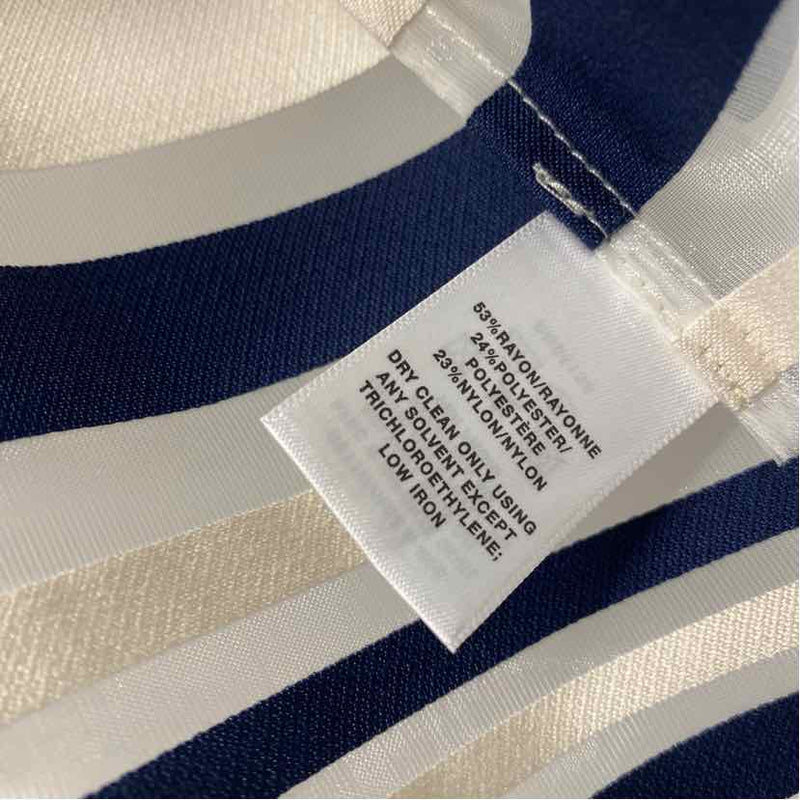 53%RAYON/RAYONNE
24%POLYESTER/
POLYESTÈRE
23%NYLON/NYLON
DRY CLEAN ONLY USING
ANY SOLVENT EXCEPT
TRICHLOROETHYLENE;
LOW IRON